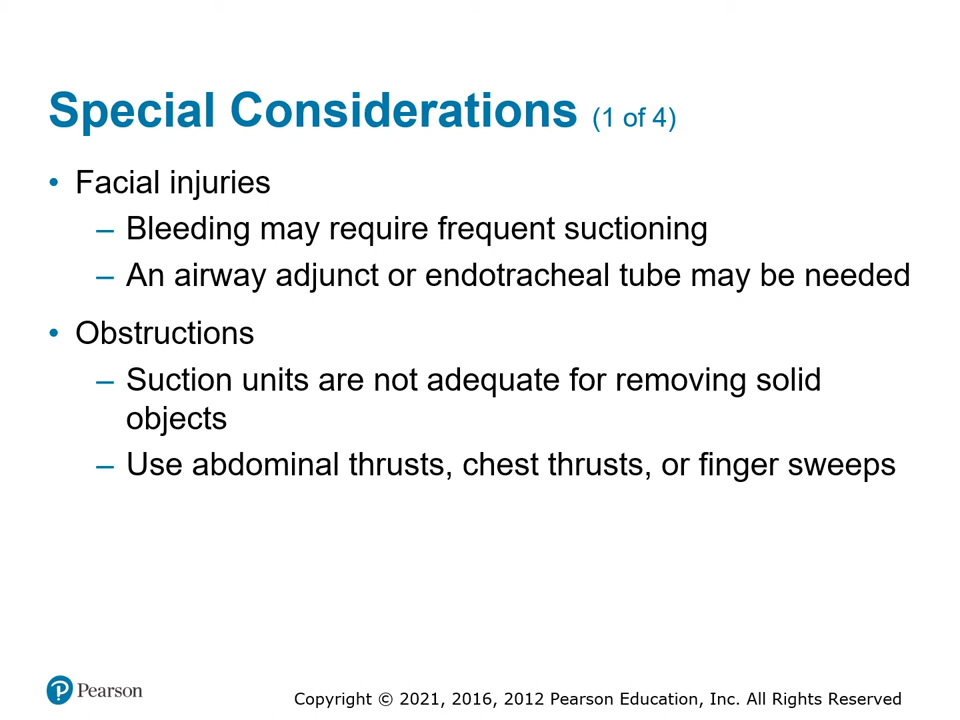 Special Considerations (1 of 4)
• Facial injuries
– Bleeding may require frequent suctioning
– An airway adjunct or endotracheal tube may be needed
• Obstructions
– Suction units are not adequate for removing solid
objects
– Use abdominal thrusts, chest thrusts, or finger sweeps
Pearson
Copyright © 2021, 2016, 2012 Pearson Education, Inc. All Rights Reserved